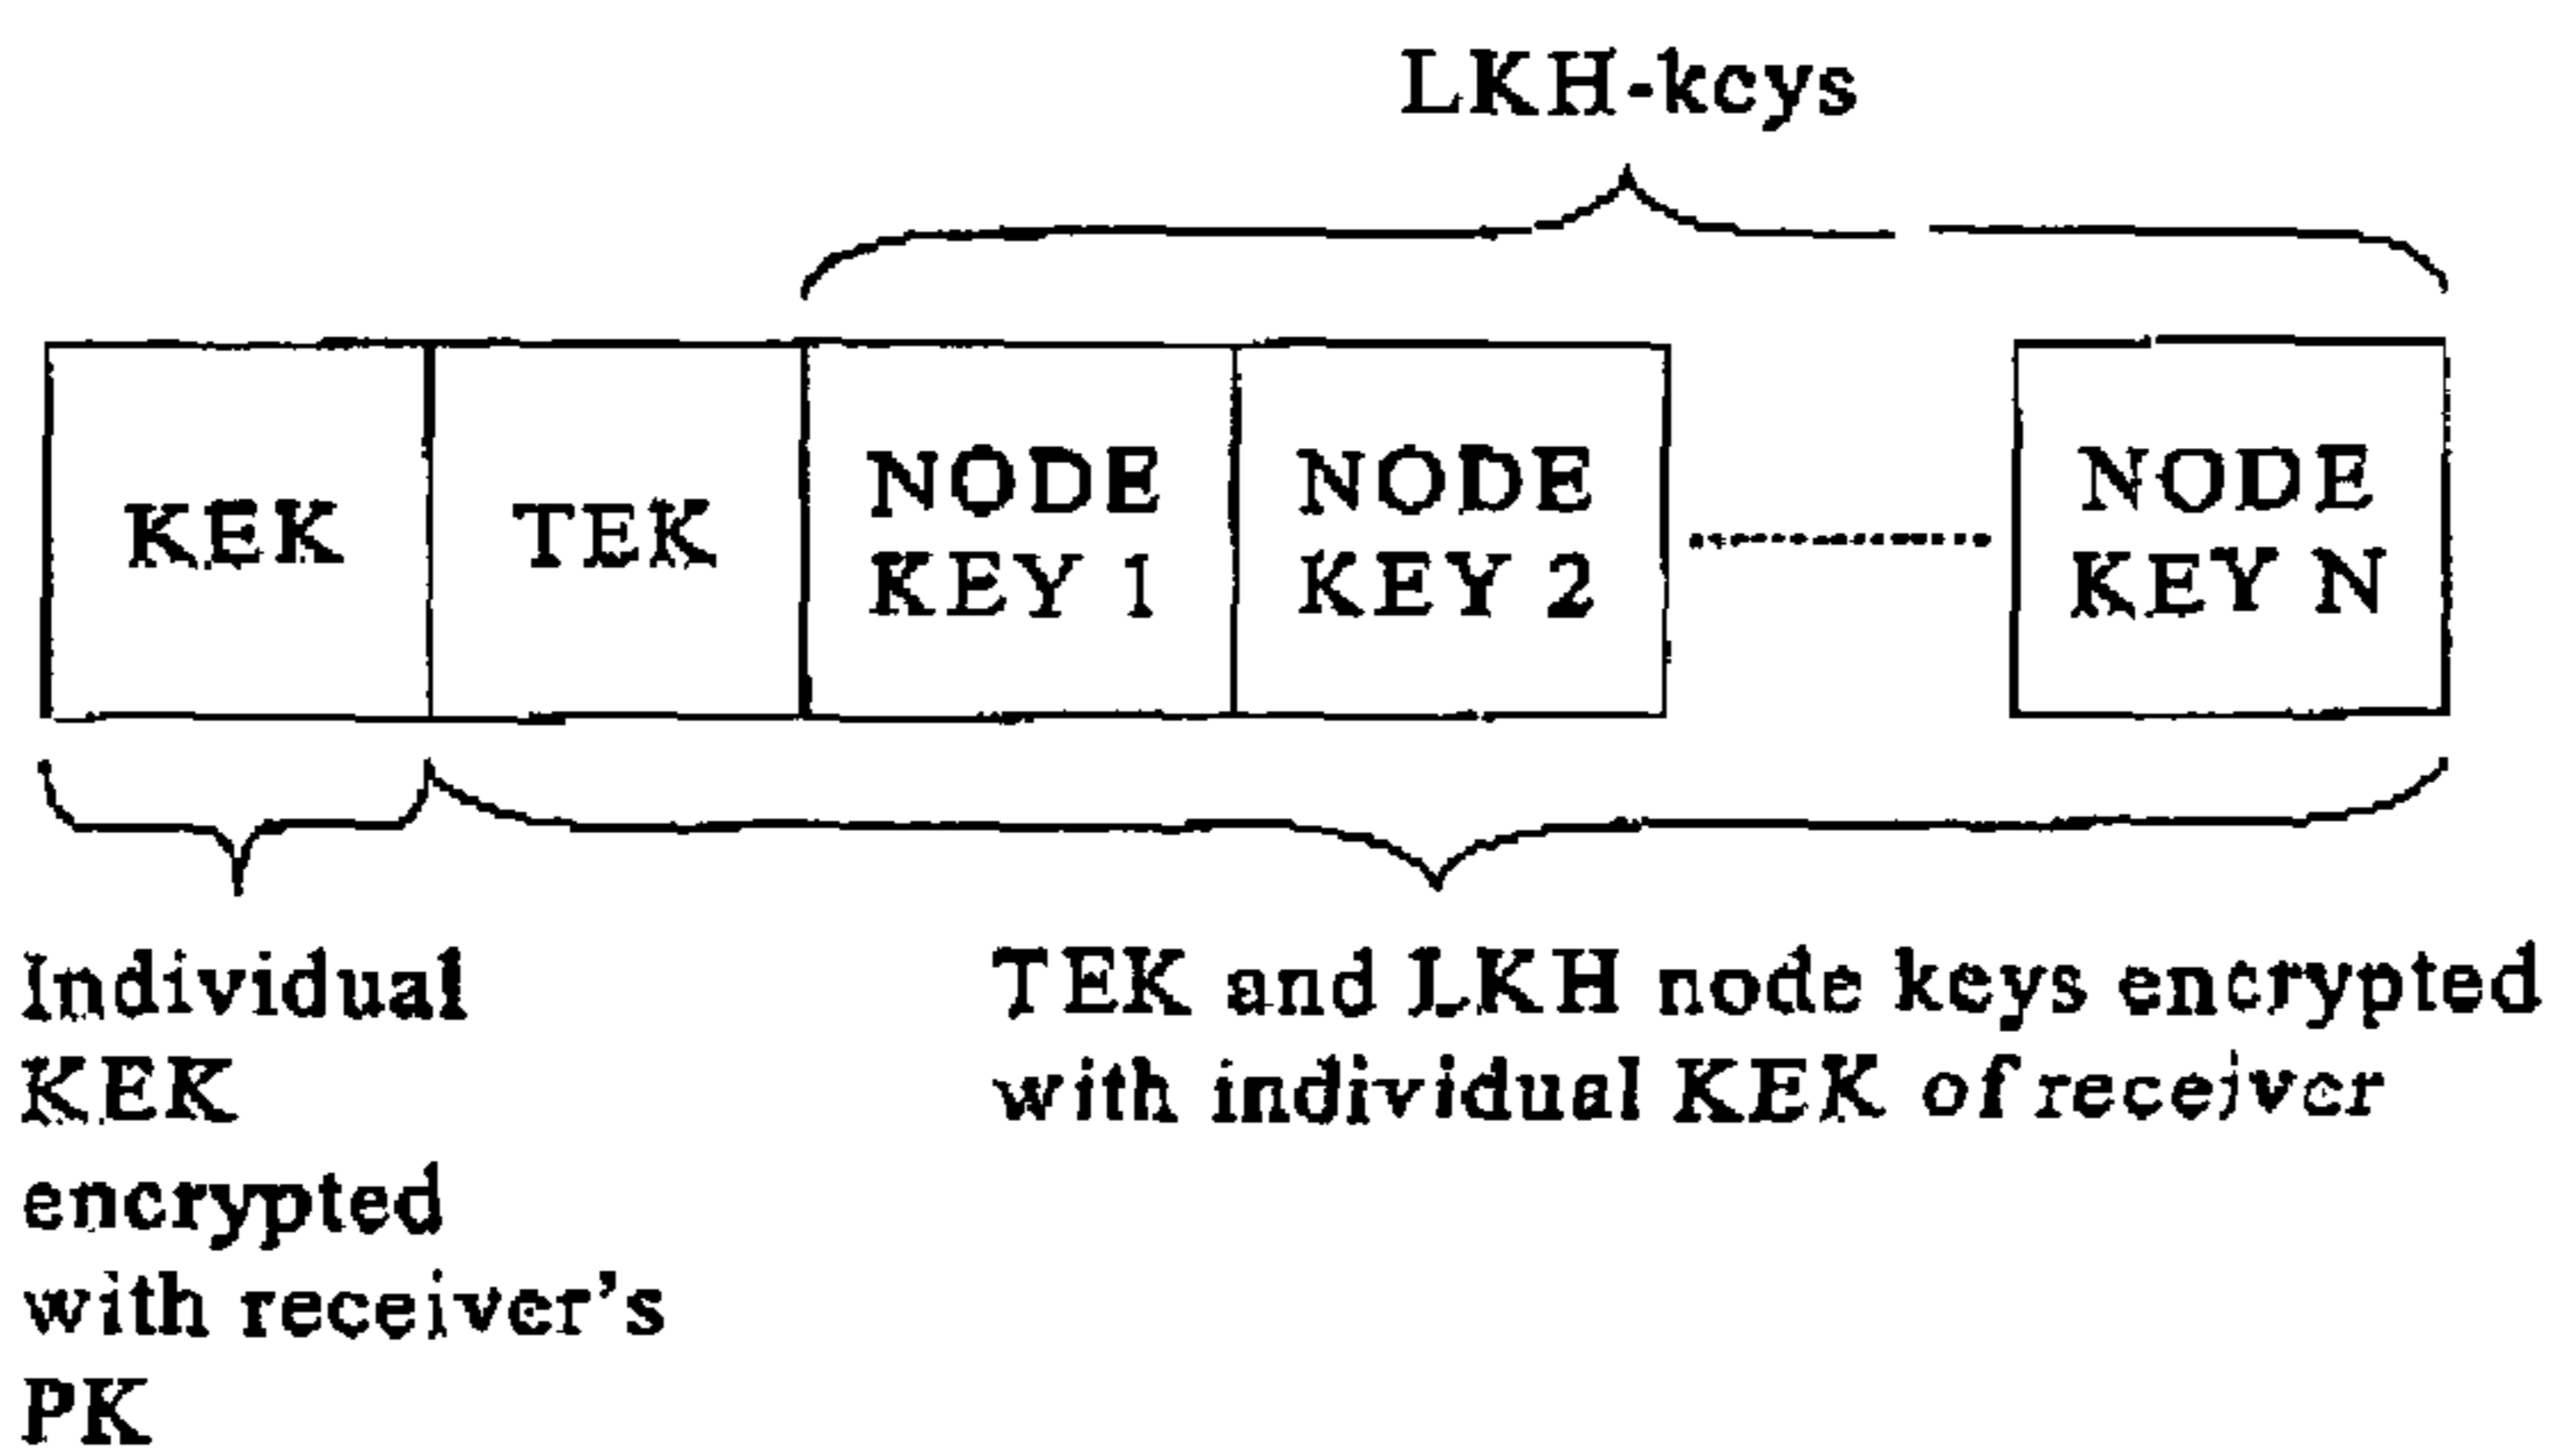 LKH-keys
KEK
TEK
NODE
KEY 1
NODE
KEY 2
NODE
KEY N
Individual
KEK
encrypted
with receiver's
PK
TEK and LKH node keys encrypted
with individual KEK of receiver